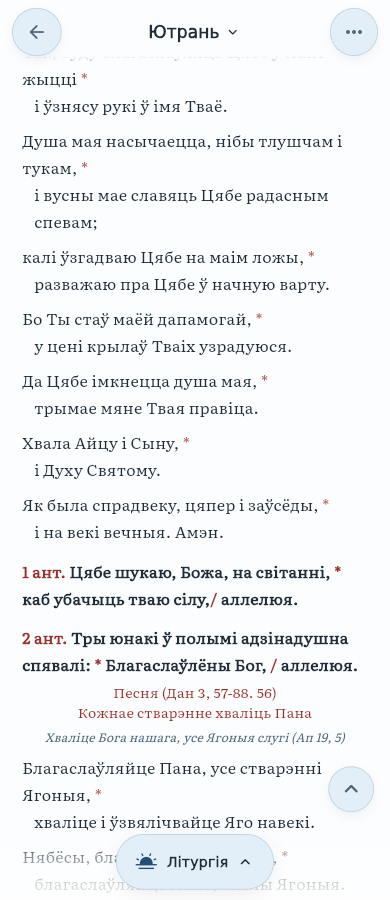 Ютрань
жыцці *
і ўзнясу рукі ў імя Тваё.
Душа мая насычаецца, нібы тлушчам і
тукам, *
і вусны мае славяць Цябе радасным
спевам;
калі ўзгадваю Цябе на маім ложы, *
разважаю пра Цябе ў начную варту.
Бо Ты стаў маёй дапамогай, *
у цені крылаў Тваіх узрадуюся.
Да Цябе імкнецца душа мая, *
трымае мяне Твая правіца.
Хвала Айцу і Сыну, *
і Духу Святому.
Як была спрадвеку, цяпер і заўсёды, *
і на векі вечныя. Амэн.
1 ант. Цябе шукаю, Божа, на світанні, *
каб убачыць тваю сілу,/ аллелюя.
2 ант. Тры юнакі ў полымі адзінадушна
спявалі: * Благаслаўлёны Бог, / аллелюя.
Песня (Дан 3, 57-88. 56)
Кожнае стварэнне хваліць Пана
Хваліце Бога нашага, усе Ягоныя слугі (Ап 19, 5)
Благаслаўляйце Пана, усе стварэнні
Ягоныя, *
хваліце і ўзвялічвайце Яго навекі.
Нябёсы, *
Літургія
Ягоныя.